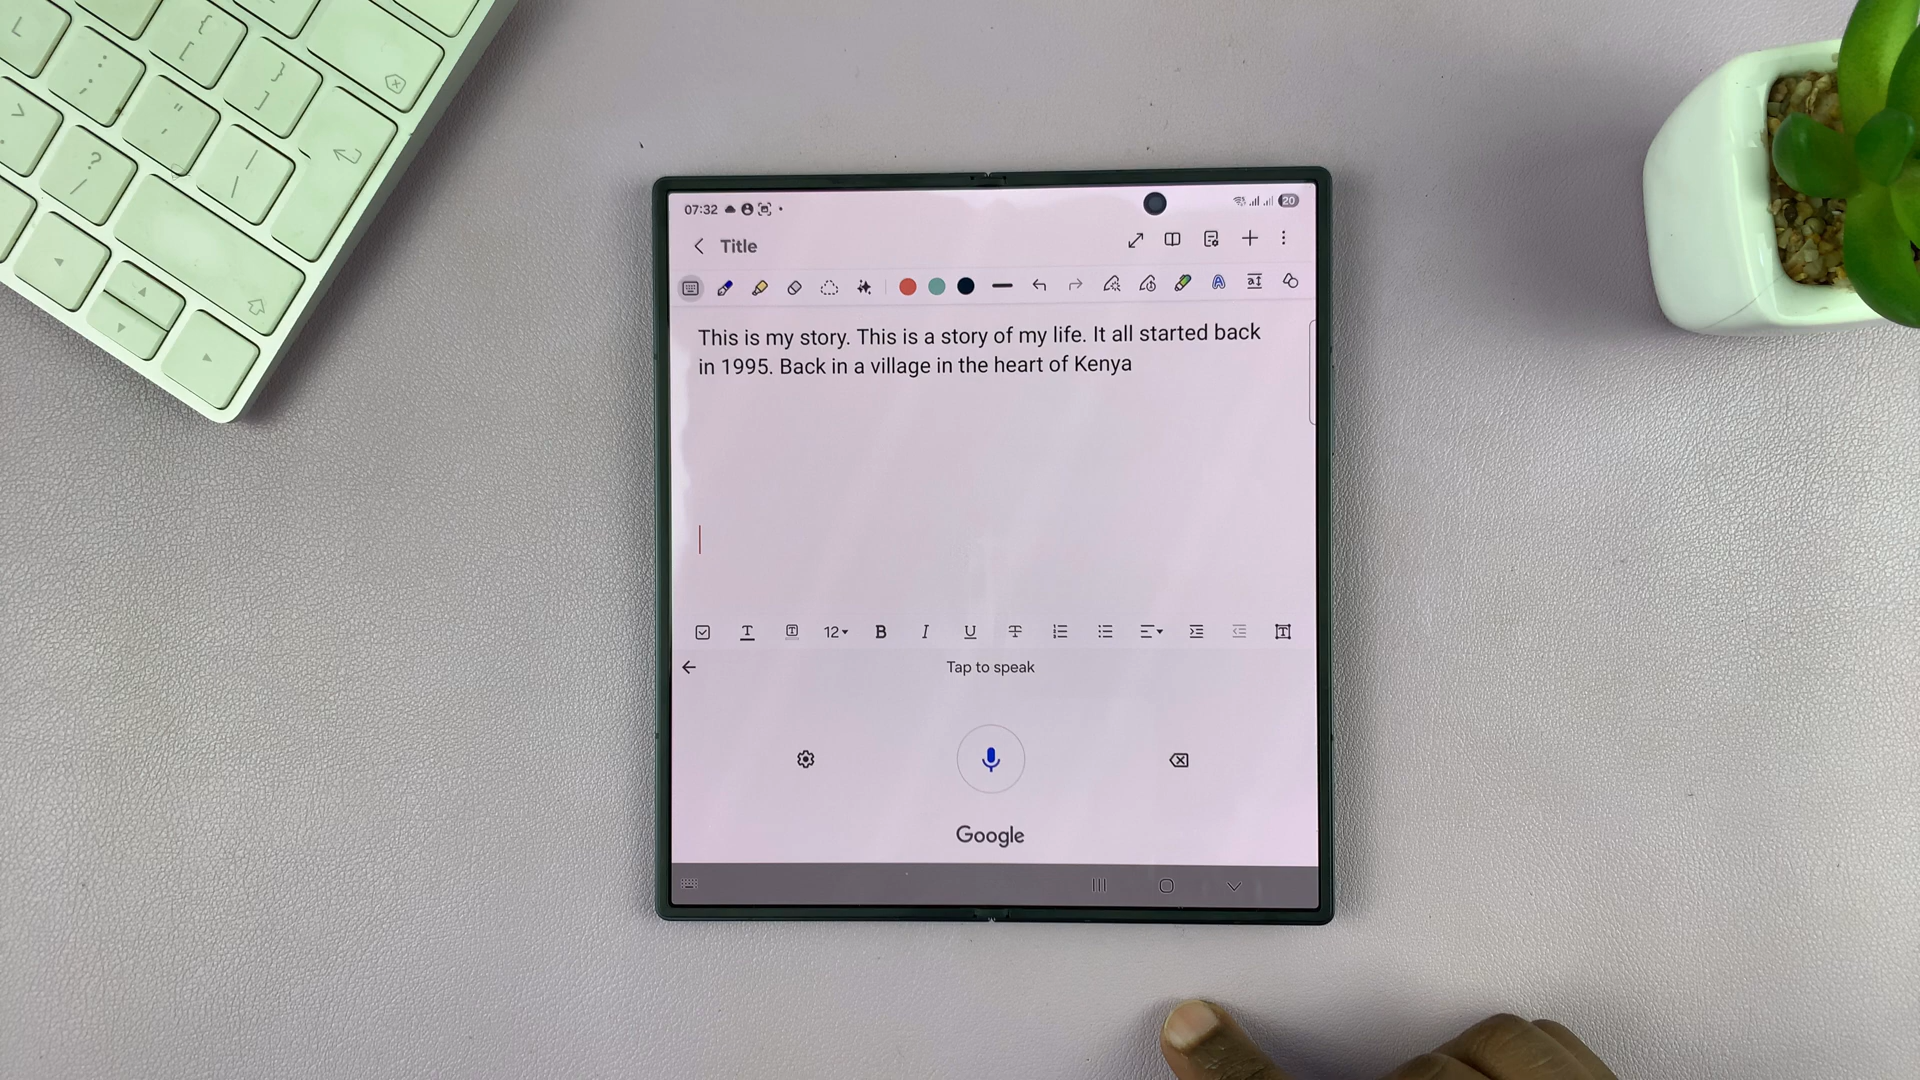 L
{
[
}
]
:
;
"
'
>
.
?
/
|
\
07:32
20
Title
This is my story. This is a story of my life. It all started back
in 1995. Back in a village in the heart of Kenya
12
B
I
U
Tap to speak
Google